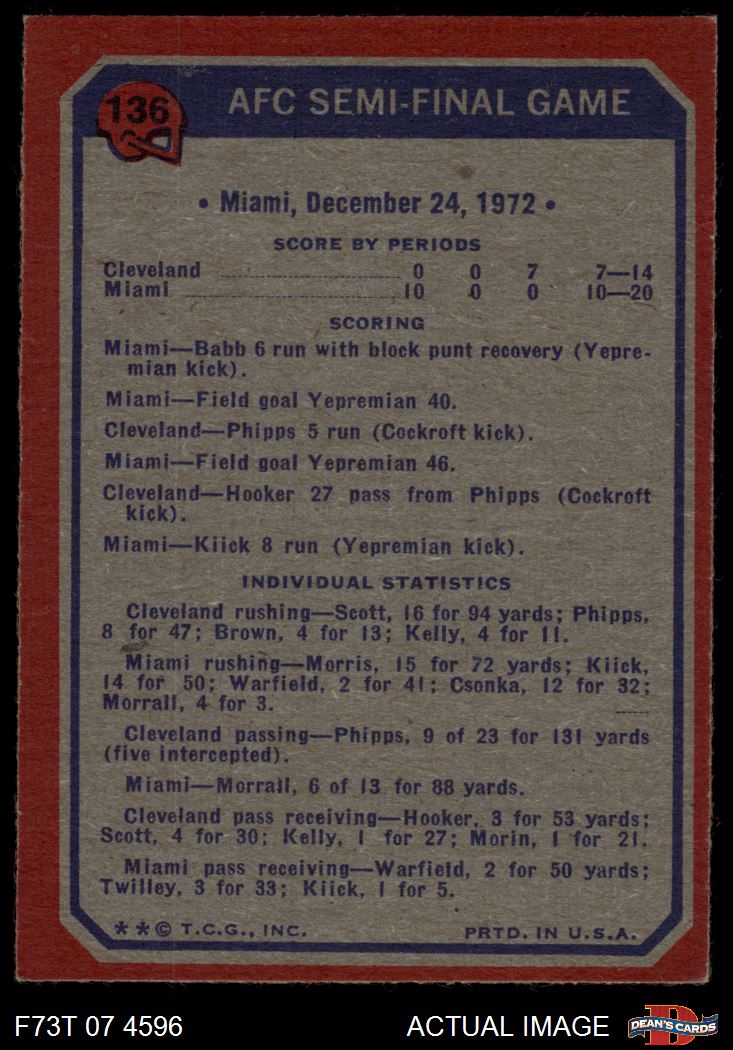 136
AFC SEMI-FINAL GAME
• Miami, December 24, 1972 •
SCORE BY PERIODS
Cleveland 0 0 7 7—14
Miami 10 0 0 10—20
SCORING
Miami—Babb 6 run with block punt recovery (Yepre-
mian kick).
Miami—Field goal Yepremian 40.
Cleveland—Phipps 5 run (Cockroft kick).
Miami—Field goal Yepremian 46.
Cleveland—Hooker 27 pass from Phipps (Cockroft
kick).
Miami—Kiick 8 run (Yepremian kick).
INDIVIDUAL STATISTICS
Cleveland rushing—Scott, 16 for 94 yards; Phipps,
8 for 47; Brown, 4 for 13; Kelly, 4 for 11.
Miami rushing—Morris, 15 for 72 yards; Kiick,
14 for 50; Warfield, 2 for 41; Csonka, 12 for 32;
Morrall, 4 for 3.
Cleveland passing—Phipps, 9 of 23 for 131 yards
(five intercepted).
Miami—Morrall, 6 of 13 for 88 yards.
Cleveland pass receiving—Hooker, 3 for 53 yards;
Scott, 4 for 30; Kelly, 1 for 27; Morin, 1 for 21.
Miami pass receiving—Warfield, 2 for 50 yards;
Twilley, 3 for 33; Kiick, 1 for 5.
**© T.C.G., INC. PRTD. IN U.S.A.
F73T 07 4596 ACTUAL IMAGE D DEAN'S CARDS